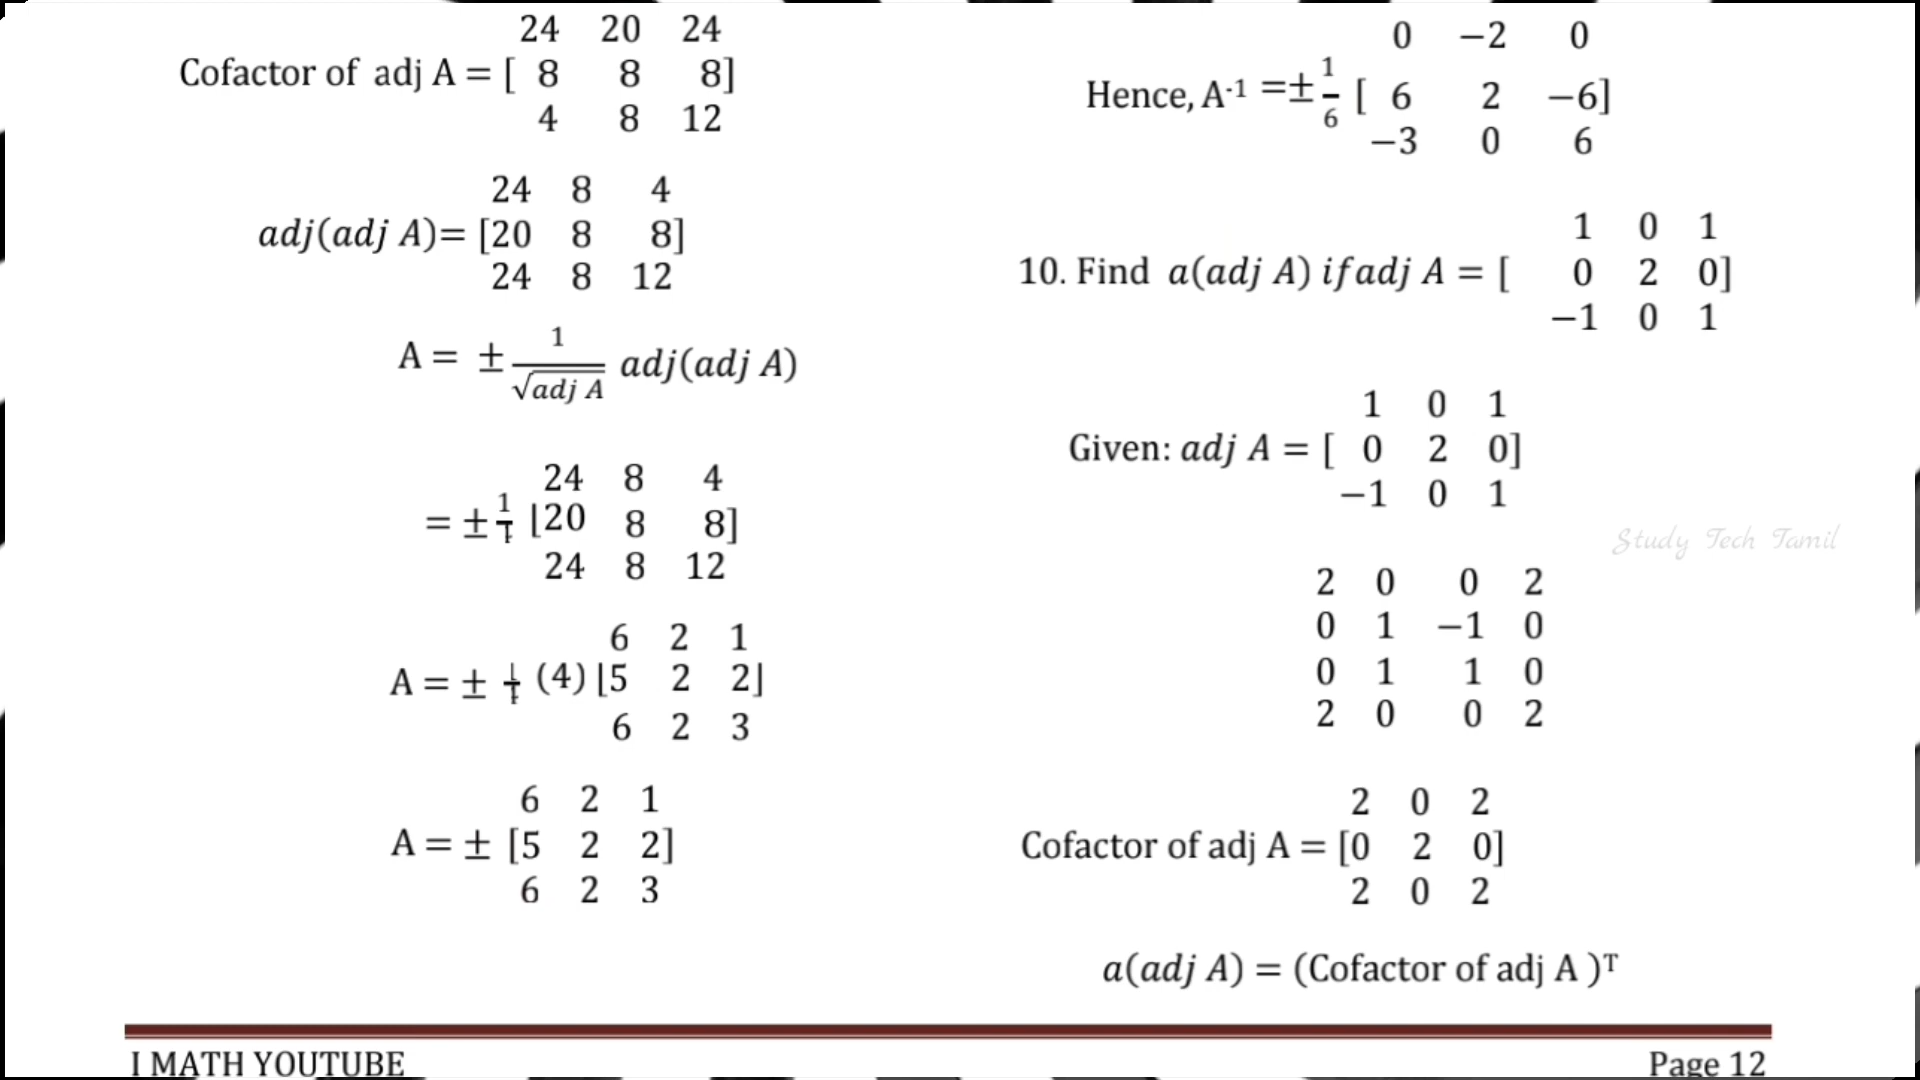 24 20 24
Cofactor of adj A = [ 8 8 8]
4 8 12
24 8 4
adj(adj A)= [20 8 8]
24 8 12
A = ± 1
√adj A adj(adj A)
24 8 4
= ± 1 [20 8 8]
24 8 12
6 2 1
A = ± (4) [5 2 2]
6 2 3
6 2 1
A = ± [5 2 2]
6 2 3
0 −2 0
Hence, A-1 =± 1/6 [ 6 2 −6]
−3 0 6
1 0 1
10. Find a(adj A) ifadj A = [ 0 2 0]
−1 0 1
1 0 1
Given: adj A = [ 0 2 0]
−1 0 1
Study Tech Tamil
2 0 0 2
0 1 −1 0
0 1 1 0
2 0 0 2
2 0 2
Cofactor of adj A = [0 2 0]
2 0 2
a(adj A) = (Cofactor of adj A )T
I MATH YOUTUBE
Page 12